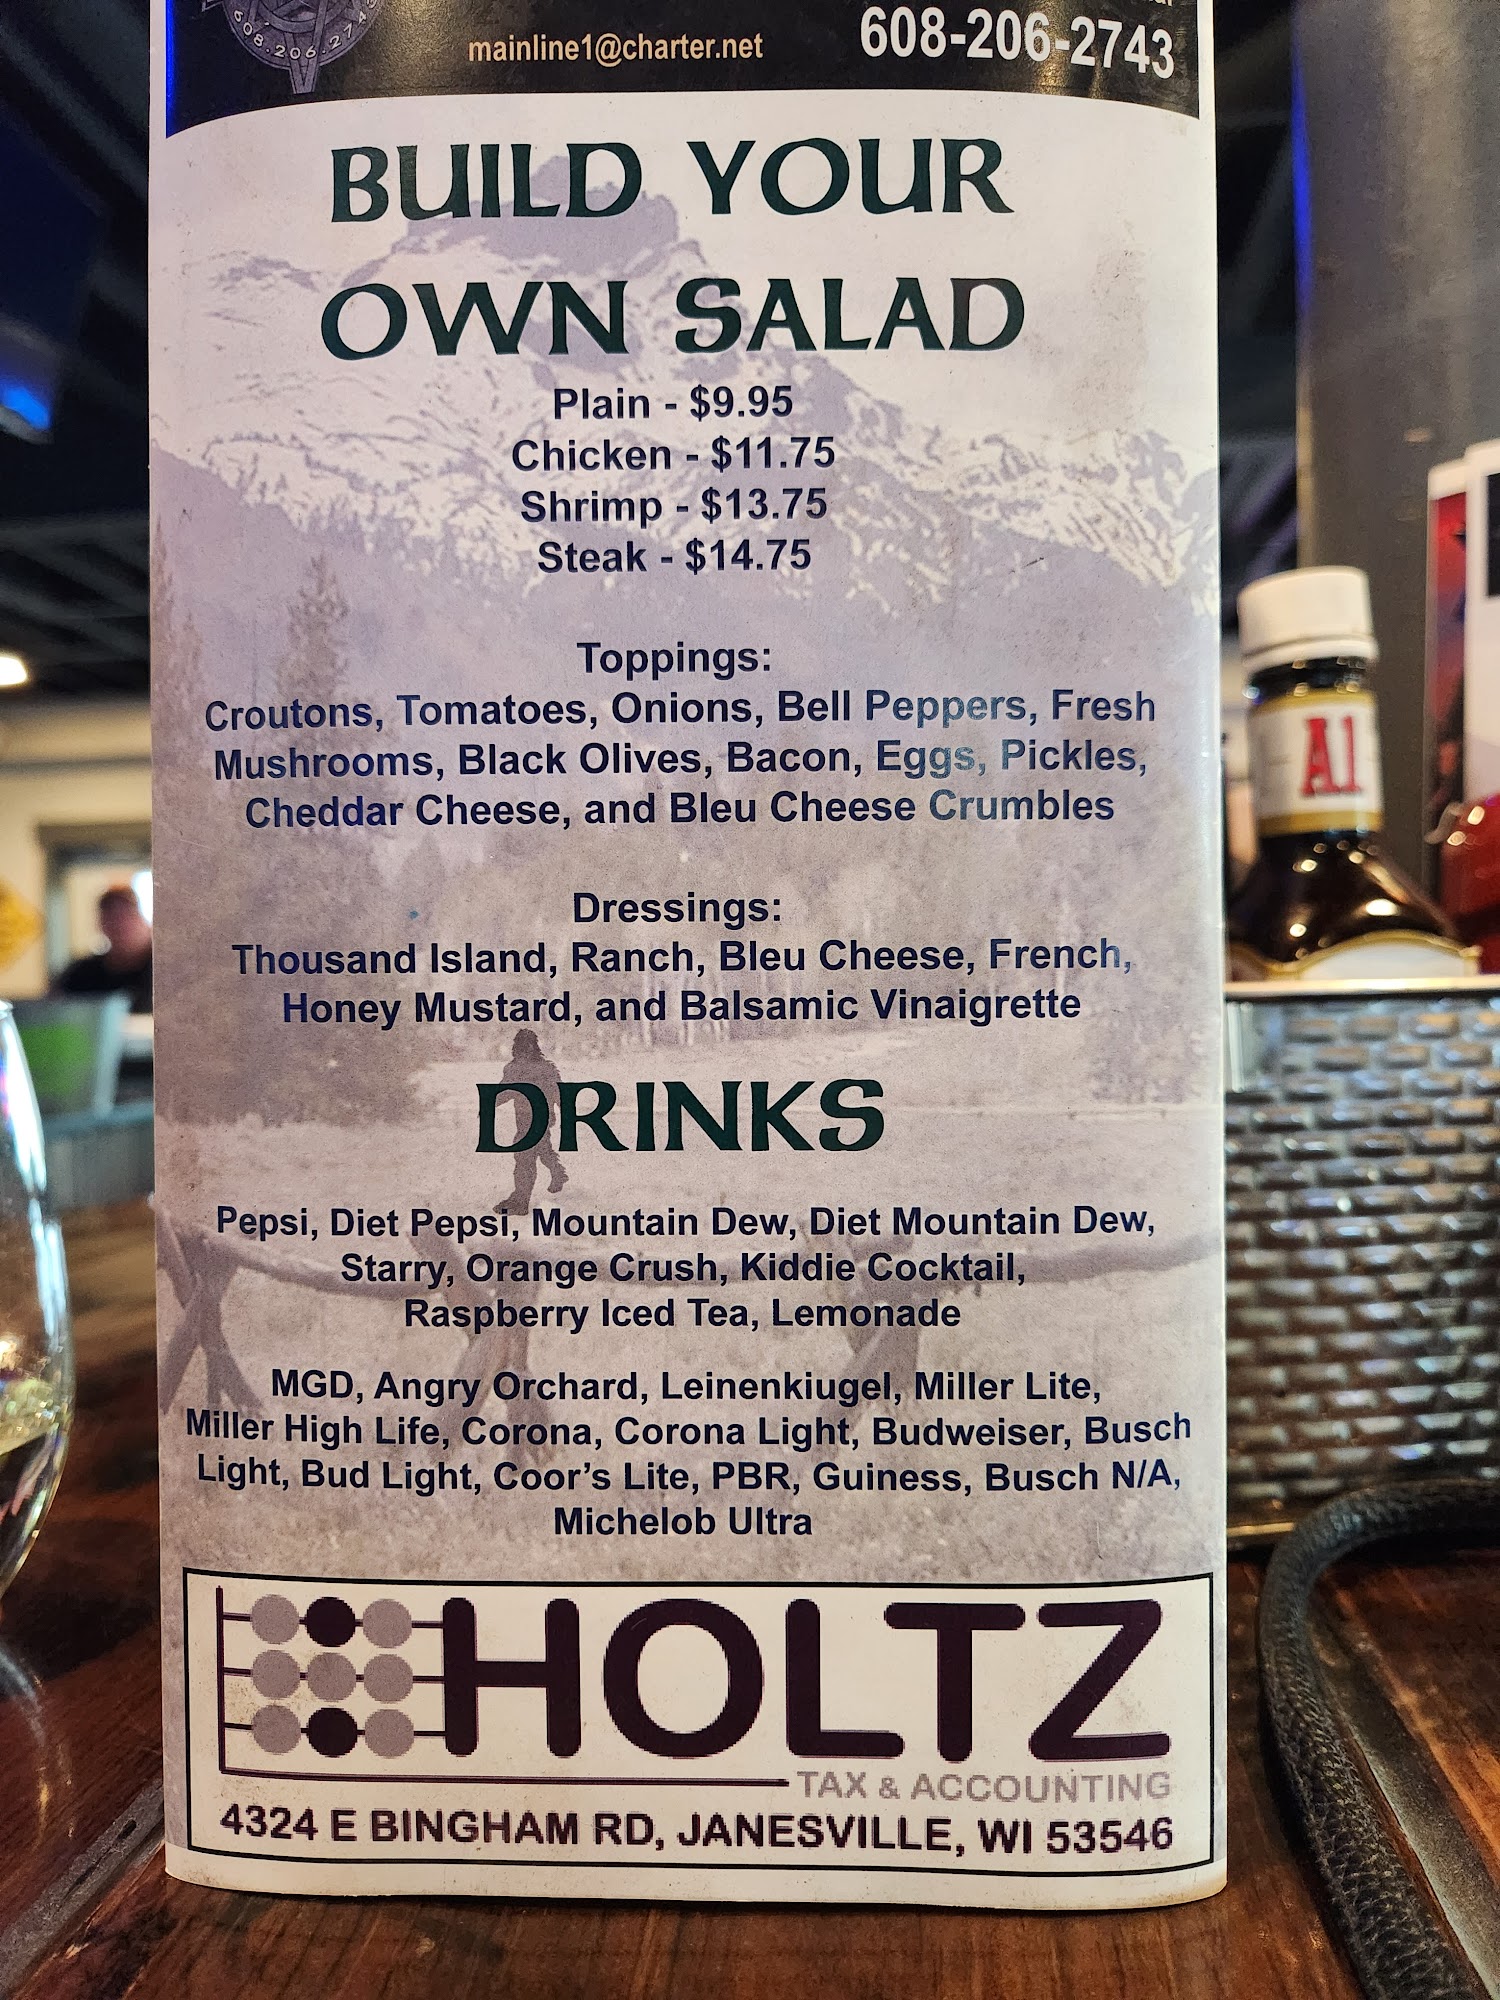 608.206.274
mainline1@charter.net
608-206-2743
BUILD YOUR
OWN SALAD
Plain - $9.95
Chicken - $11.75
Shrimp - $13.75
Steak - $14.75
Toppings:
Croutons, Tomatoes, Onions, Bell Peppers, Fresh
Mushrooms, Black Olives, Bacon, Eggs, Pickles,
Cheddar Cheese, and Bleu Cheese Crumbles
Dressings:
Thousand Island, Ranch, Bleu Cheese, French,
Honey Mustard, and Balsamic Vinaigrette
DRINKS
Pepsi, Diet Pepsi, Mountain Dew, Diet Mountain Dew,
Starry, Orange Crush, Kiddie Cocktail,
Raspberry Iced Tea, Lemonade
MGD, Angry Orchard, Leinenkiugel, Miller Lite,
Miller High Life, Corona, Corona Light, Budweiser, Busch
Light, Bud Light, Coor's Lite, PBR, Guiness, Busch N/A,
Michelob Ultra
HOLTZ
TAX & ACCOUNTING
4324 E BINGHAM RD, JANESVILLE, WI 53546
A1